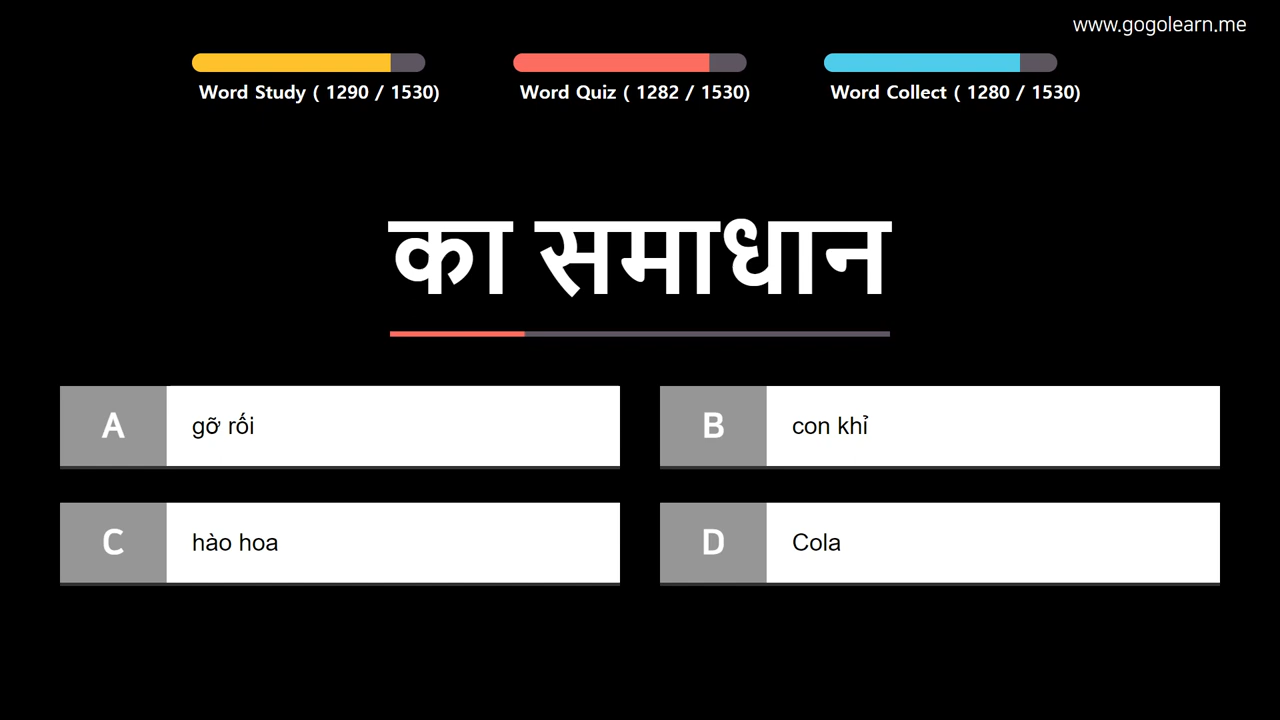 www.gogolearn.me
Word Study ( 1290 / 1530)
Word Quiz ( 1282 / 1530)
Word Collect ( 1280 / 1530)
का समाधान
A gỡ rối
B con khỉ
C hào hoa
D Cola